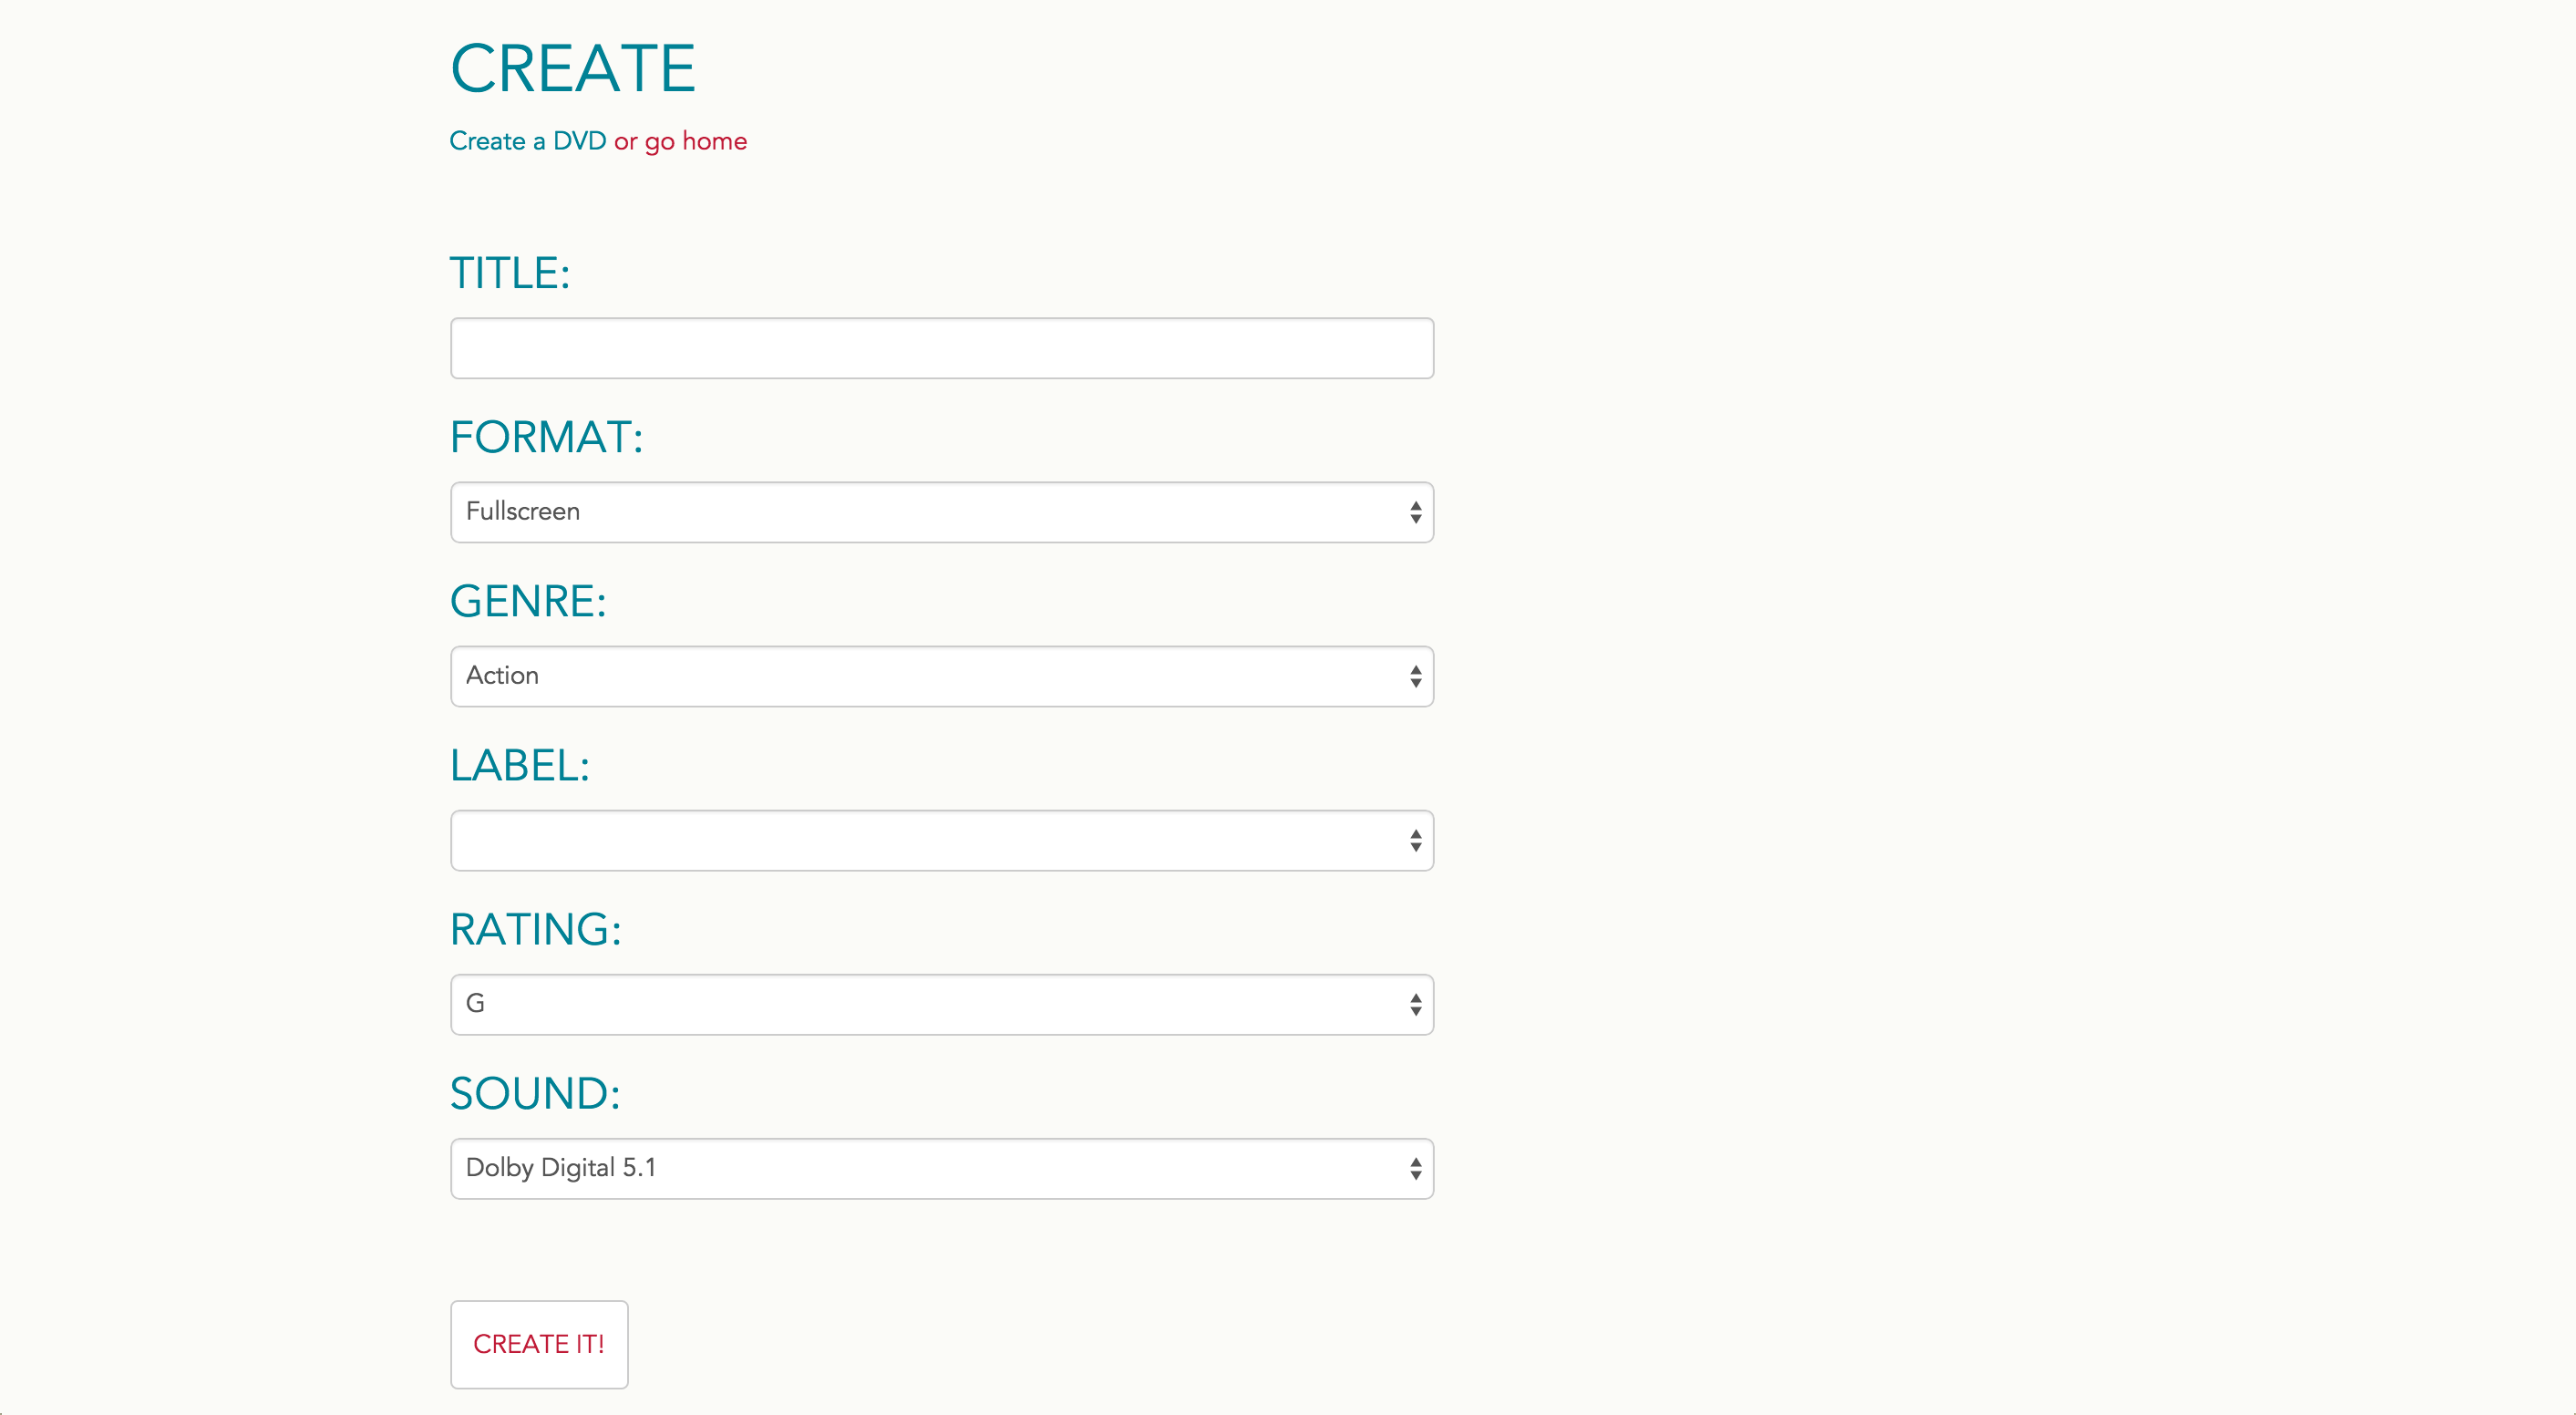 CREATE
Create a DVD or go home
TITLE:
FORMAT:
Fullscreen
GENRE:
Action
LABEL:
RATING:
G
SOUND:
Dolby Digital 5.1
CREATE IT!